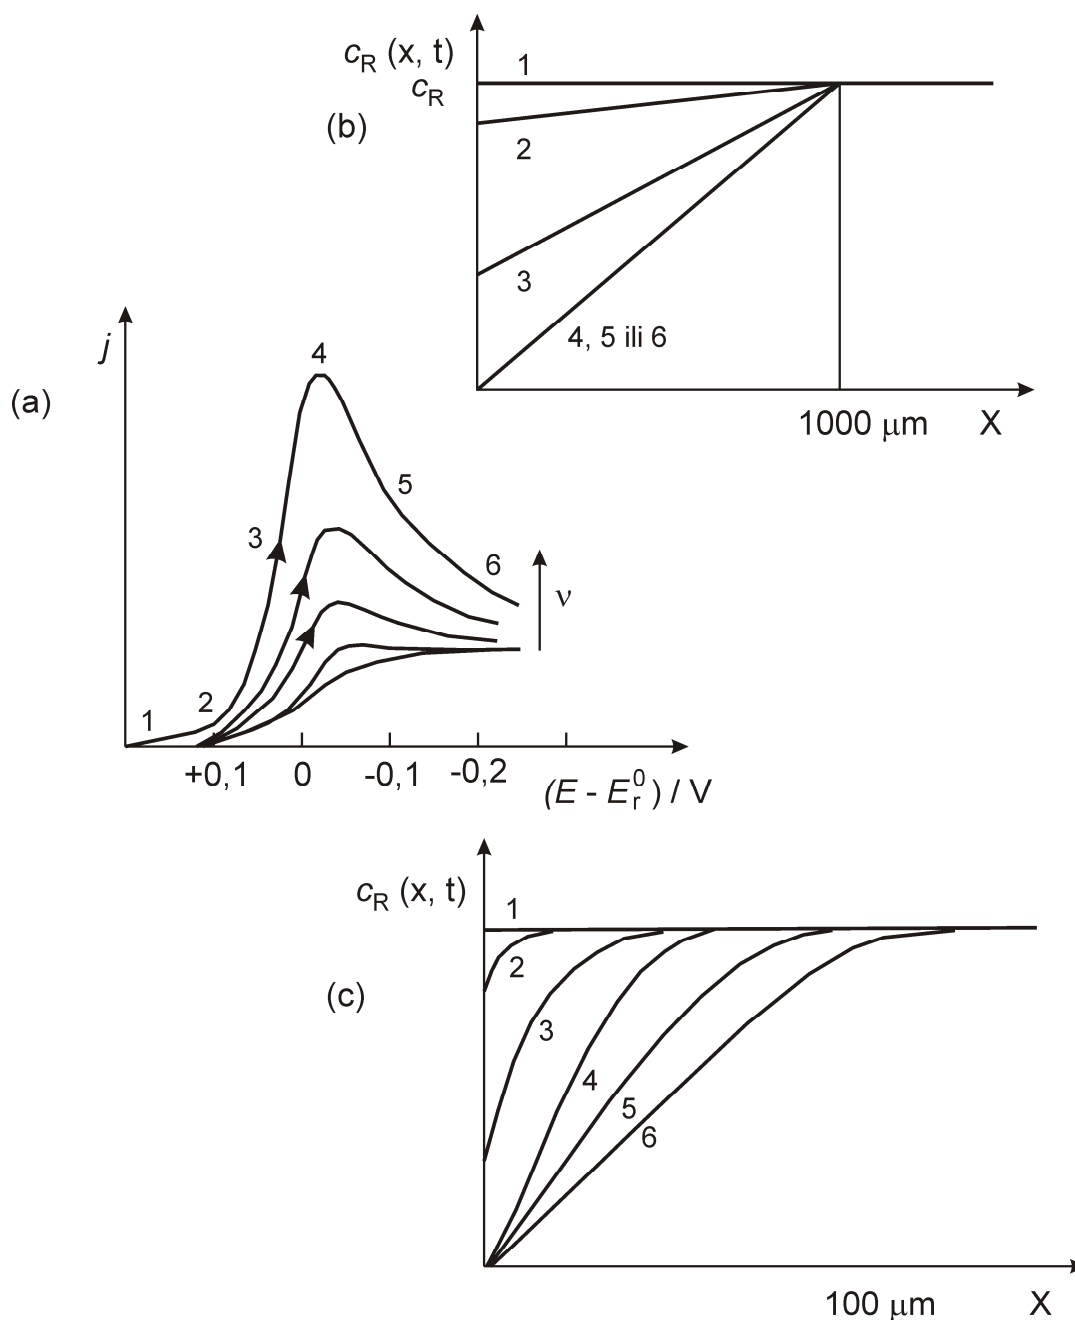 c_R (x, t)
c_R
1
(b)
2
3
4, 5 ili 6
1000 μm
X
j
(a)
4
5
3
6
ν
2
1
+0,1
0
-0,1
-0,2
(E - E_r^0) / V
c_R (x, t)
1
2
(c)
3
4
5
6
100 μm
X